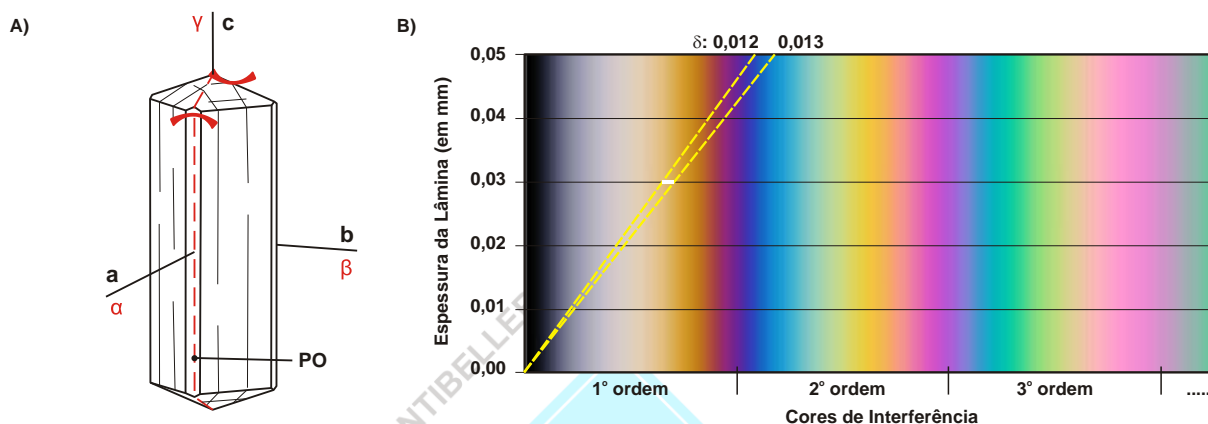 A)
γ c
b
β
a
α
PO
B)
δ: 0,012 0,013
Espessura da Lâmina (em mm)
0,05
0,04
0,03
0,02
0,01
0,00
1° ordem 2° ordem 3° ordem .....
Cores de Interferência